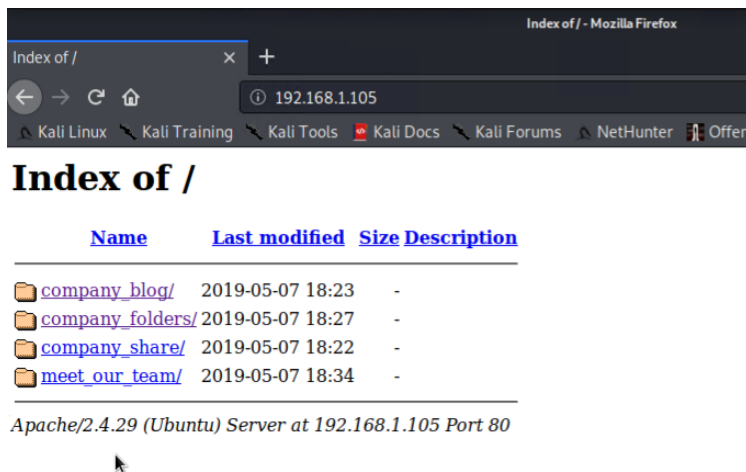 Index of / - Mozilla Firefox
Index of /
192.168.1.105
Kali Linux Kali Training Kali Tools Kali Docs Kali Forums NetHunter Offen
Index of /
Name Last modified Size Description
company_blog/ 2019-05-07 18:23 -
company_folders/ 2019-05-07 18:27 -
company_share/ 2019-05-07 18:22 -
meet_our_team/ 2019-05-07 18:34 -
Apache/2.4.29 (Ubuntu) Server at 192.168.1.105 Port 80